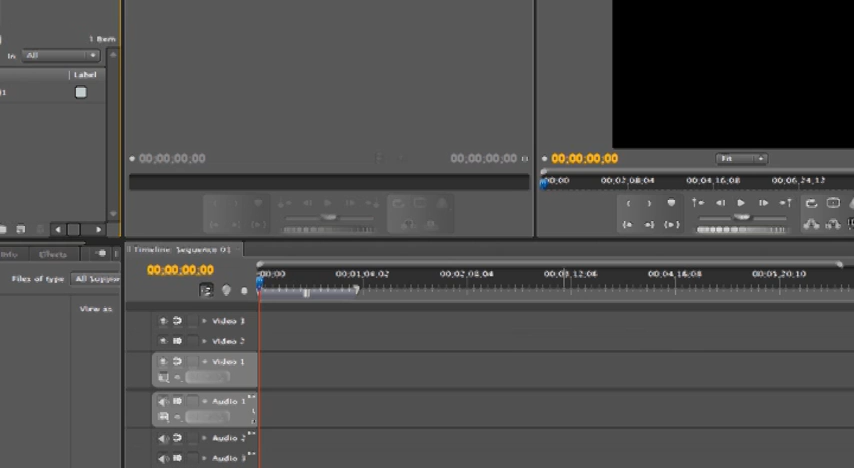 1 Item
In All
Label
00;00;00;00
00;00;00;00
00;00;00;00
Fit
00;00
00;02;08;04
00;04;16;08
00;06;24;12
Info
Effects
Files of type
View as
Timeline: Sequence 01
00;00;00;00
00;00
00;01;04;02
00;02;08;04
00;03;12;06
00;04;16;08
00;05;20;10
Video 3
Video 2
Video 1
Audio 1
Audio 2
Audio 3